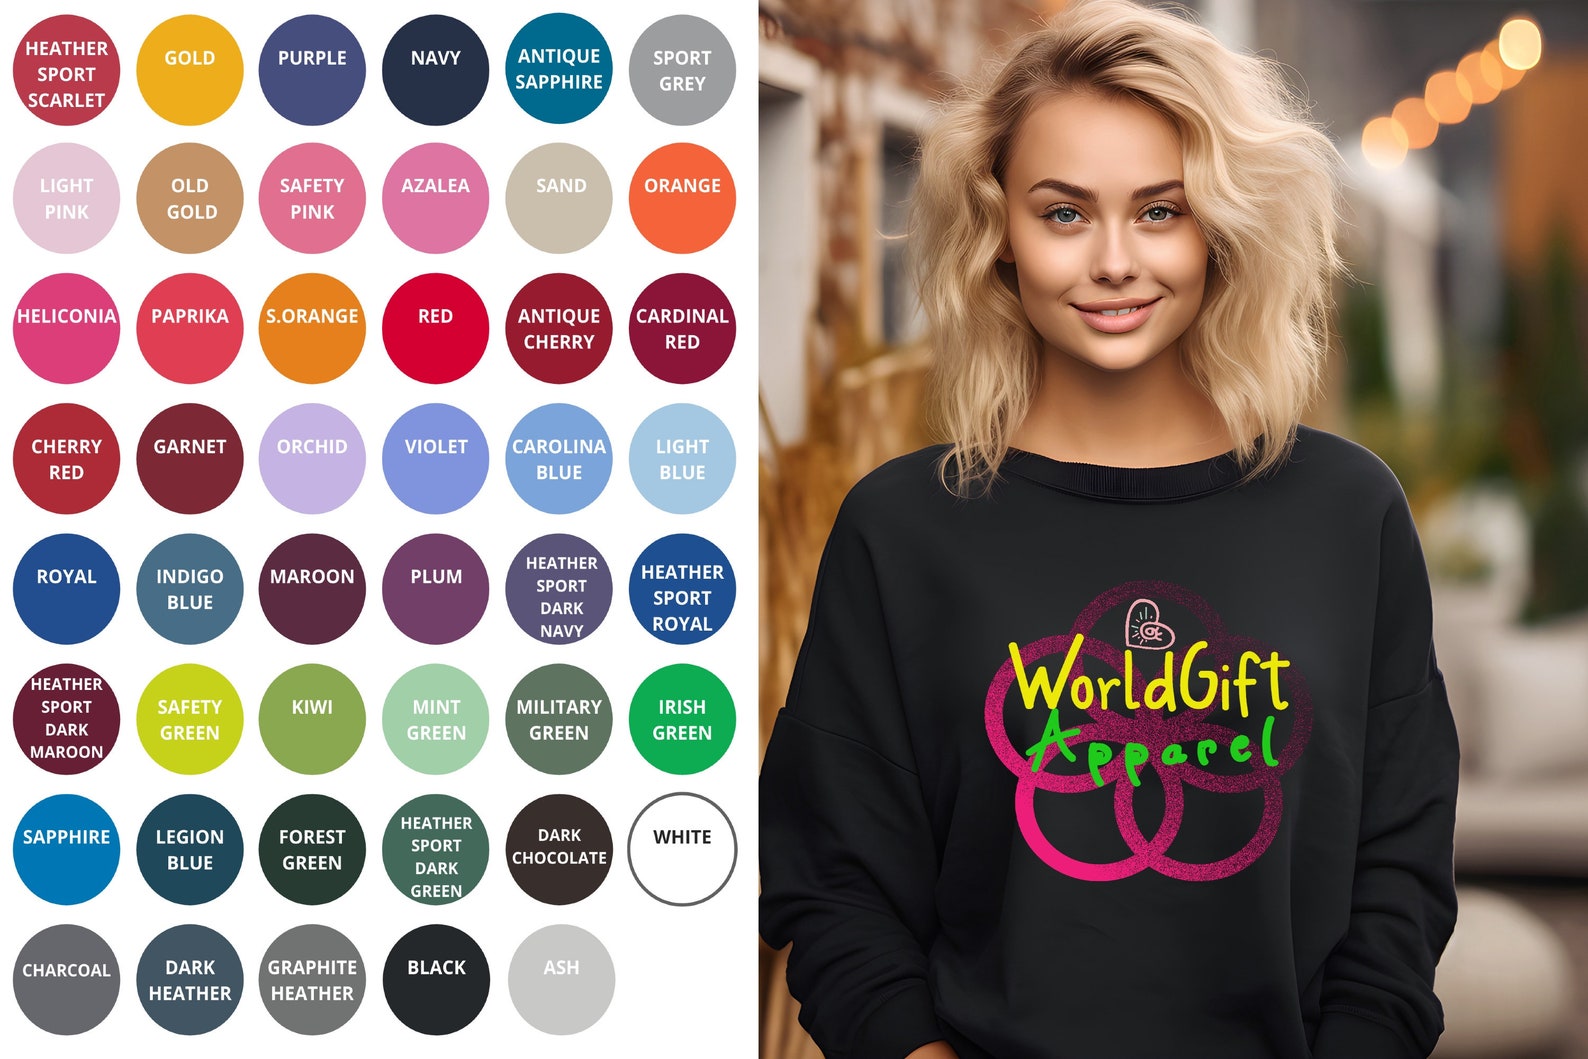 HEATHER
SPORT
SCARLET
GOLD
PURPLE
NAVY
ANTIQUE
SAPPHIRE
SPORT
GREY
LIGHT
PINK
OLD
GOLD
SAFETY
PINK
AZALEA
SAND
ORANGE
HELICONIA
PAPRIKA
S.ORANGE
RED
ANTIQUE
CHERRY
CARDINAL
RED
CHERRY
RED
GARNET
ORCHID
VIOLET
CAROLINA
BLUE
LIGHT
BLUE
ROYAL
INDIGO
BLUE
MAROON
PLUM
HEATHER
SPORT
DARK
NAVY
HEATHER
SPORT
ROYAL
HEATHER
SPORT
DARK
MAROON
SAFETY
GREEN
KIWI
MINT
GREEN
MILITARY
GREEN
IRISH
GREEN
SAPPHIRE
LEGION
BLUE
FOREST
GREEN
HEATHER
SPORT
DARK
GREEN
DARK
CHOCOLATE
WHITE
CHARCOAL
DARK
HEATHER
GRAPHITE
HEATHER
BLACK
ASH
WorldGift
Apparel